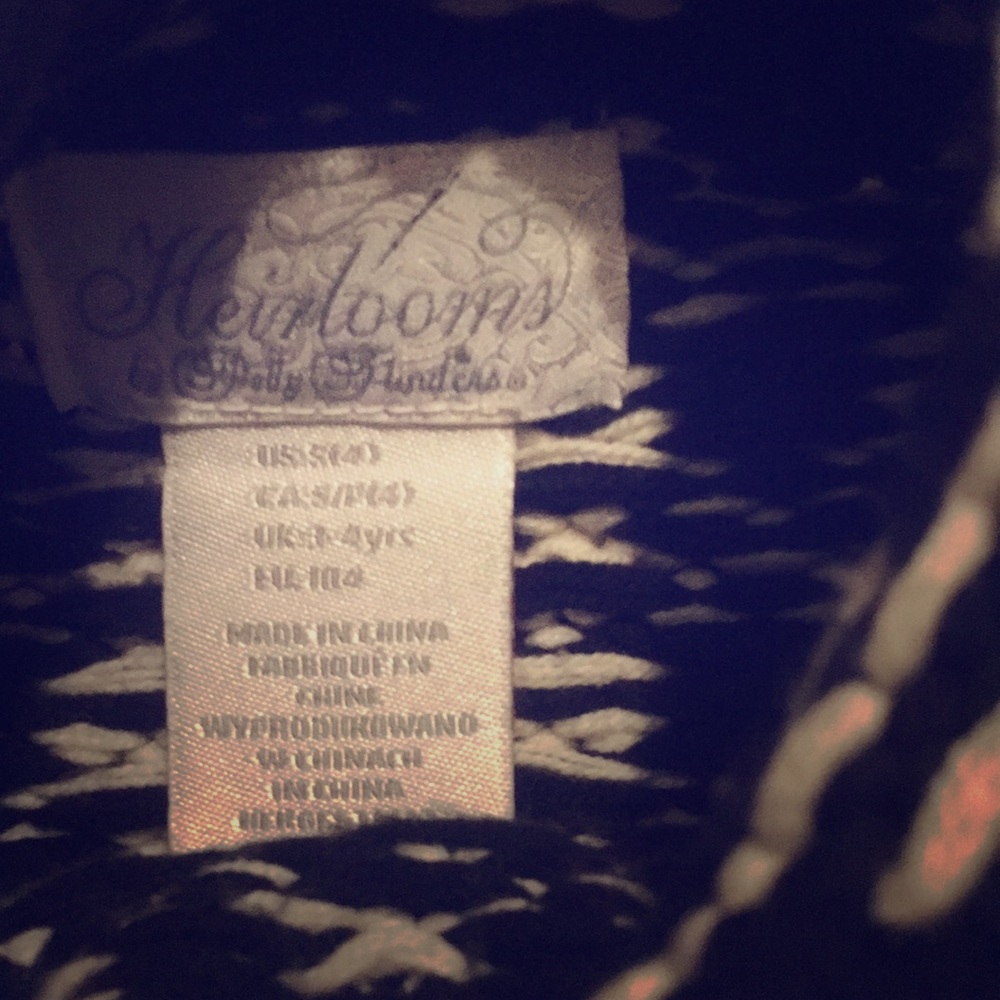 Heirlooms
by Polly Flinders®
US:S(4)
CA:S/P(4)
UK:3-4yrs
EU:104
MADE IN CHINA
FABRIQUÉ EN
CHINE
WYPRODUKOWANO
W CHINACH
IN CHINA
HERGESTELLT